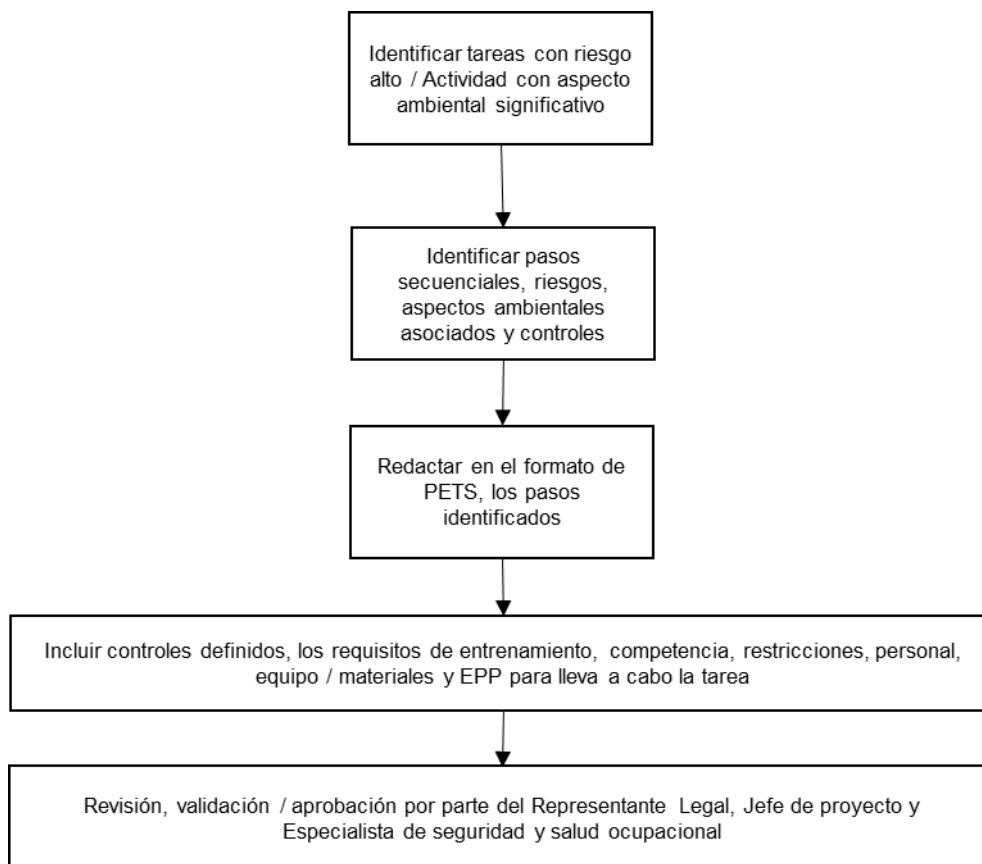 Identificar tareas con riesgo
alto / Actividad con aspecto
ambiental significativo
Identificar pasos
secuenciales, riesgos,
aspectos ambientales
asociados y controles
Redactar en el formato de
PETS, los pasos
identificados
Incluir controles definidos, los requisitos de entrenamiento, competencia, restricciones, personal,
equipo / materiales y EPP para lleva a cabo la tarea
Revisión, validación / aprobación por parte del Representante Legal, Jefe de proyecto y
Especialista de seguridad y salud ocupacional